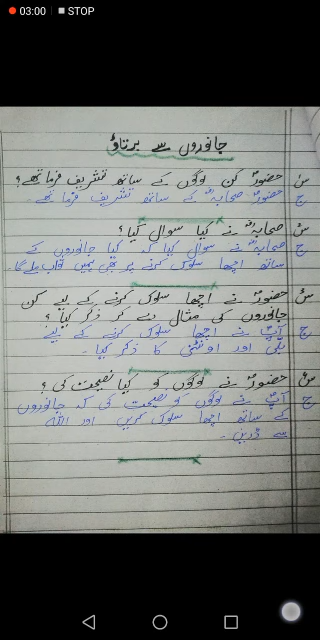 03:00 STOP
جانوروں سے برتاؤ
س حضورؐ کن لوگوں کے ساتھ تشریف فرما تھے؟
ج حضورؐ صحابہؓ کے ساتھ تشریف فرما تھے۔
س صحابہؓ نے کیا سوال کیا؟
ج صحابہؓ نے سوال کیا کہ کیا جانوروں کے
ساتھ اچھا سلوک کرنے پر بھی ہمیں ثواب ملے گا۔
س حضورؐ نے اچھا سلوک کرنے کے لیے کن
جانوروں کی مثال دے کر ذکر کیا؟
ج آپؐ نے اچھا سلوک کرنے کے لیے
بلی اور اونٹنی کا ذکر کیا۔
س حضورؐ نے لوگوں کو کیا نصیحت کی؟
ج آپؐ نے لوگوں کو نصیحت کی کہ جانوروں
کے ساتھ اچھا سلوک کریں اور اللہ
سے ڈریں۔